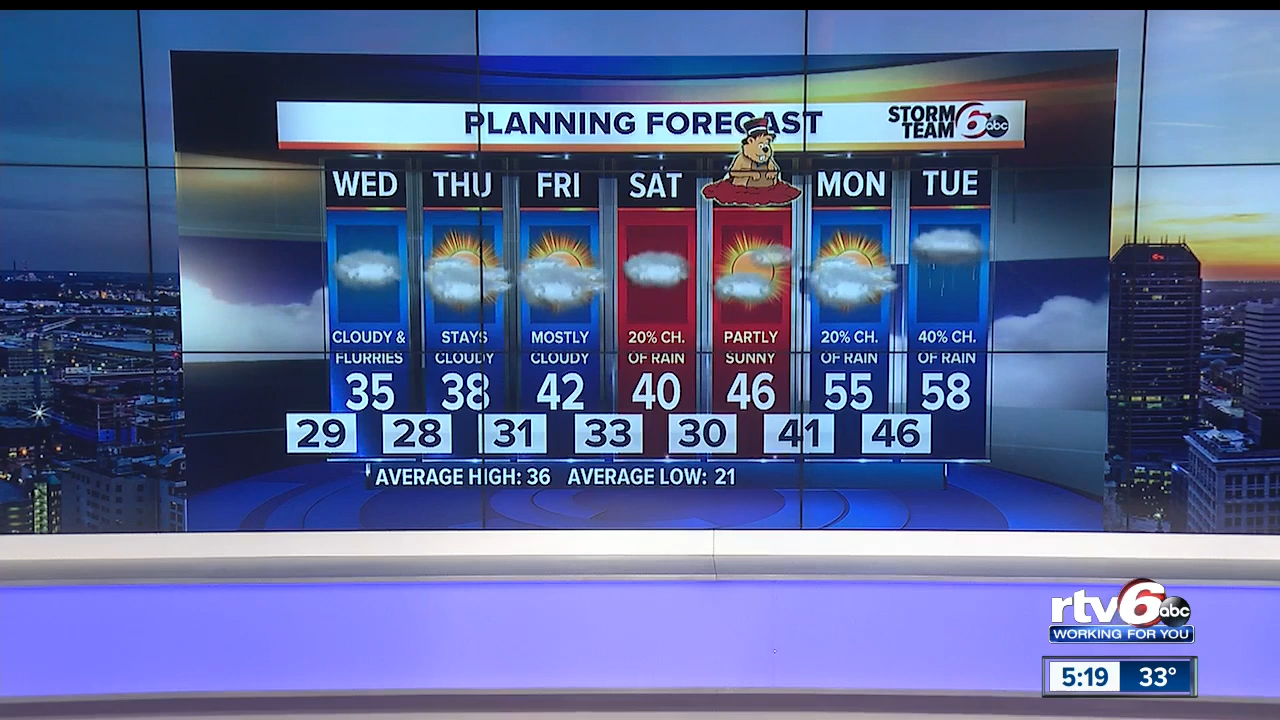 PLANNING FORECAST
STORM
TEAM 6 abc
WED THU FRI SAT MON TUE
CLOUDY & STAYS MOSTLY 20% CH. PARTLY 20% CH. 40% CH.
FLURRIES CLOUDY CLOUDY OF RAIN SUNNY OF RAIN OF RAIN
35 38 42 40 46 55 58
29 28 31 33 30 41 46
AVERAGE HIGH: 36 AVERAGE LOW: 21
rtv6 abc
WORKING FOR YOU
5:19 33°